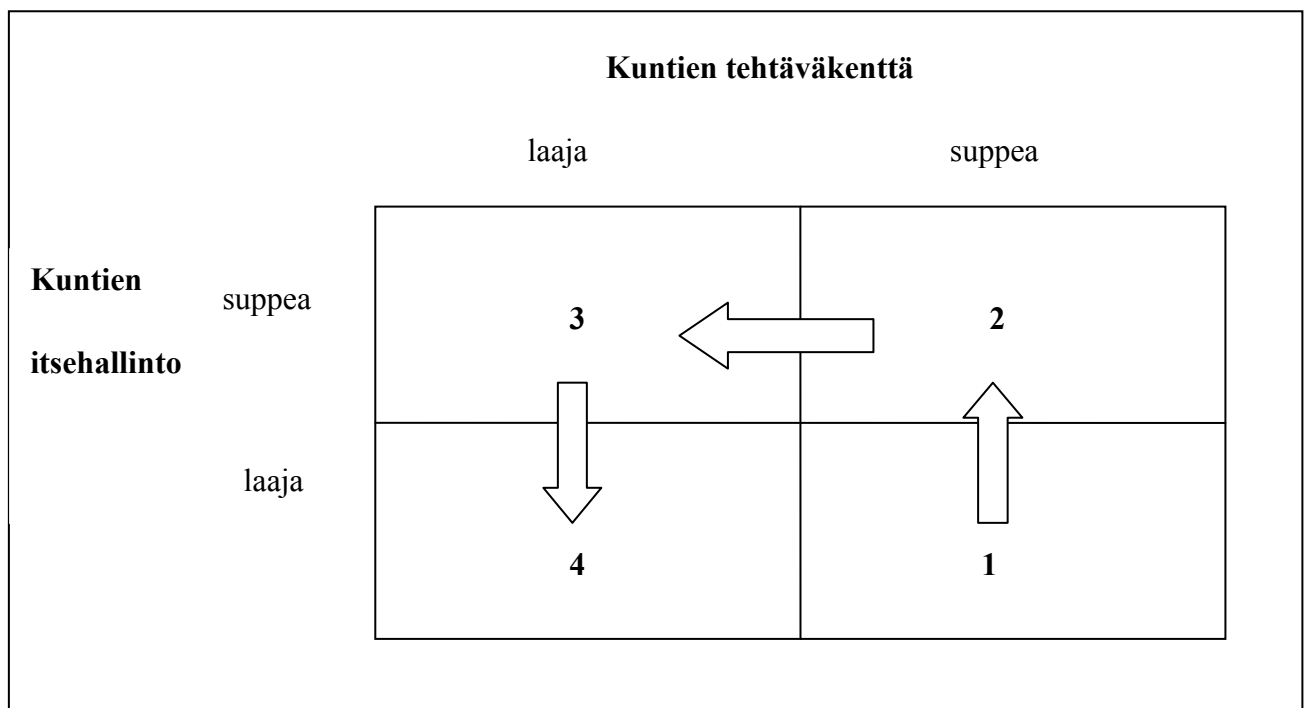 Kuntien tehtäväkenttä
laaja suppea
Kuntien
suppea
3 2
itsehallinto
laaja
4 1